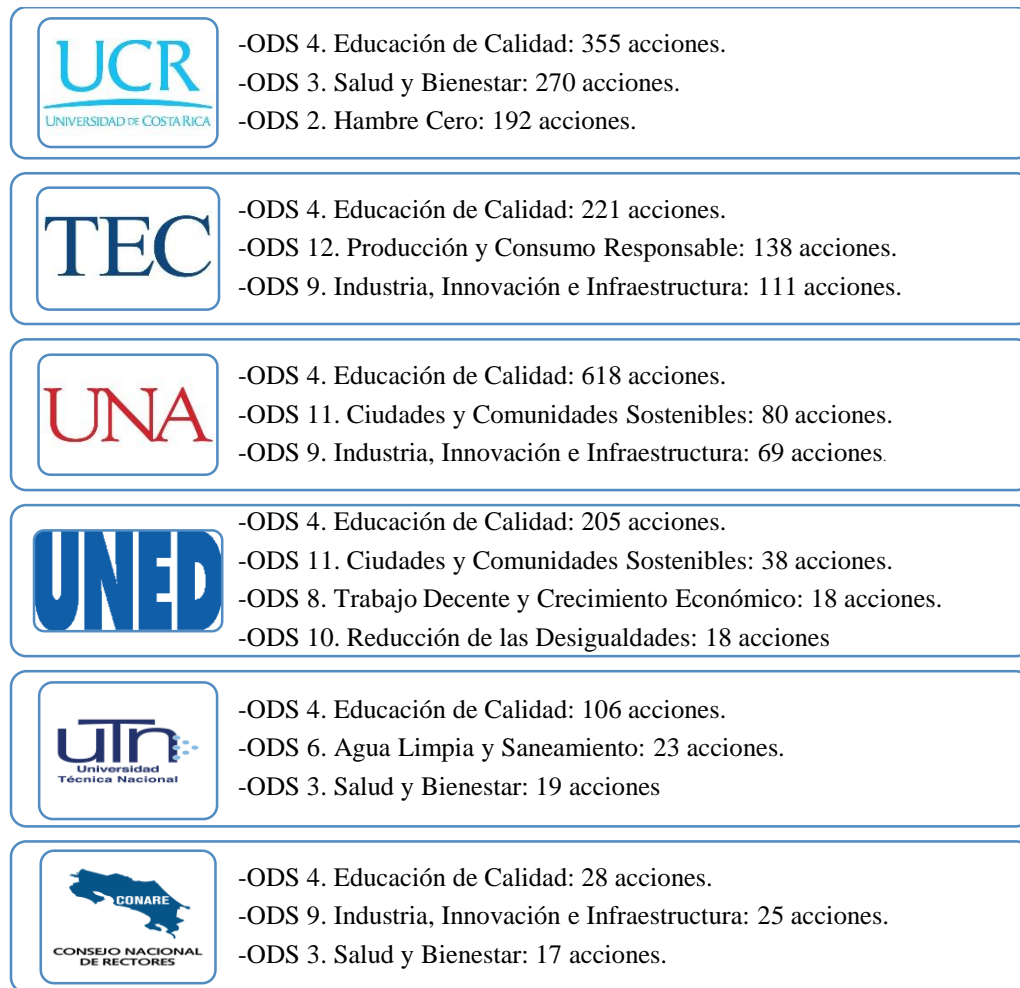 UCR
UNIVERSIDAD DE COSTA RICA
-ODS 4. Educación de Calidad: 355 acciones.
-ODS 3. Salud y Bienestar: 270 acciones.
-ODS 2. Hambre Cero: 192 acciones.
TEC
-ODS 4. Educación de Calidad: 221 acciones.
-ODS 12. Producción y Consumo Responsable: 138 acciones.
-ODS 9. Industria, Innovación e Infraestructura: 111 acciones.
UNA
-ODS 4. Educación de Calidad: 618 acciones.
-ODS 11. Ciudades y Comunidades Sostenibles: 80 acciones.
-ODS 9. Industria, Innovación e Infraestructura: 69 acciones.
UNED
-ODS 4. Educación de Calidad: 205 acciones.
-ODS 11. Ciudades y Comunidades Sostenibles: 38 acciones.
-ODS 8. Trabajo Decente y Crecimiento Económico: 18 acciones.
-ODS 10. Reducción de las Desigualdades: 18 acciones
uTn
Universidad
Técnica Nacional
-ODS 4. Educación de Calidad: 106 acciones.
-ODS 6. Agua Limpia y Saneamiento: 23 acciones.
-ODS 3. Salud y Bienestar: 19 acciones
CONARE
CONSEJO NACIONAL
DE RECTORES
-ODS 4. Educación de Calidad: 28 acciones.
-ODS 9. Industria, Innovación e Infraestructura: 25 acciones.
-ODS 3. Salud y Bienestar: 17 acciones.